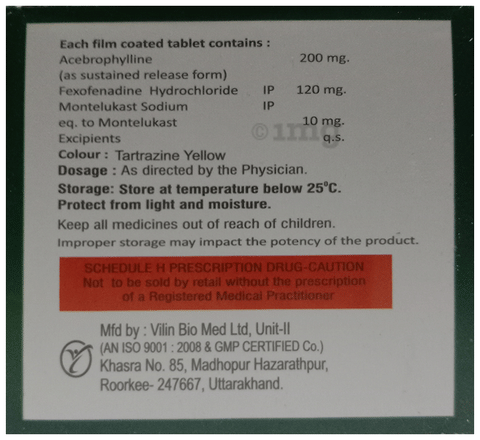 Each film coated tablet contains :
Acebrophylline 200 mg.
(as sustained release form)
Fexofenadine Hydrochloride IP 120 mg.
Montelukast Sodium IP
eq. to Montelukast 10 mg.
©1mg
Excipients q.s.
Colour : Tartrazine Yellow
Dosage : As directed by the Physician.
Storage: Store at temperature below 25°C.
Protect from light and moisture.
Keep all medicines out of reach of children.
Improper storage may impact the potency of the product.
SCHEDULE H PRESCRIPTION DRUG-CAUTION
Not to be sold by retail without the prescription
of a Registered Medical Practitioner
Mfd by : Vilin Bio Med Ltd, Unit-II
(AN ISO 9001 : 2008 & GMP CERTIFIED Co.)
Khasra No. 85, Madhopur Hazarathpur,
Roorkee- 247667, Uttarakhand.